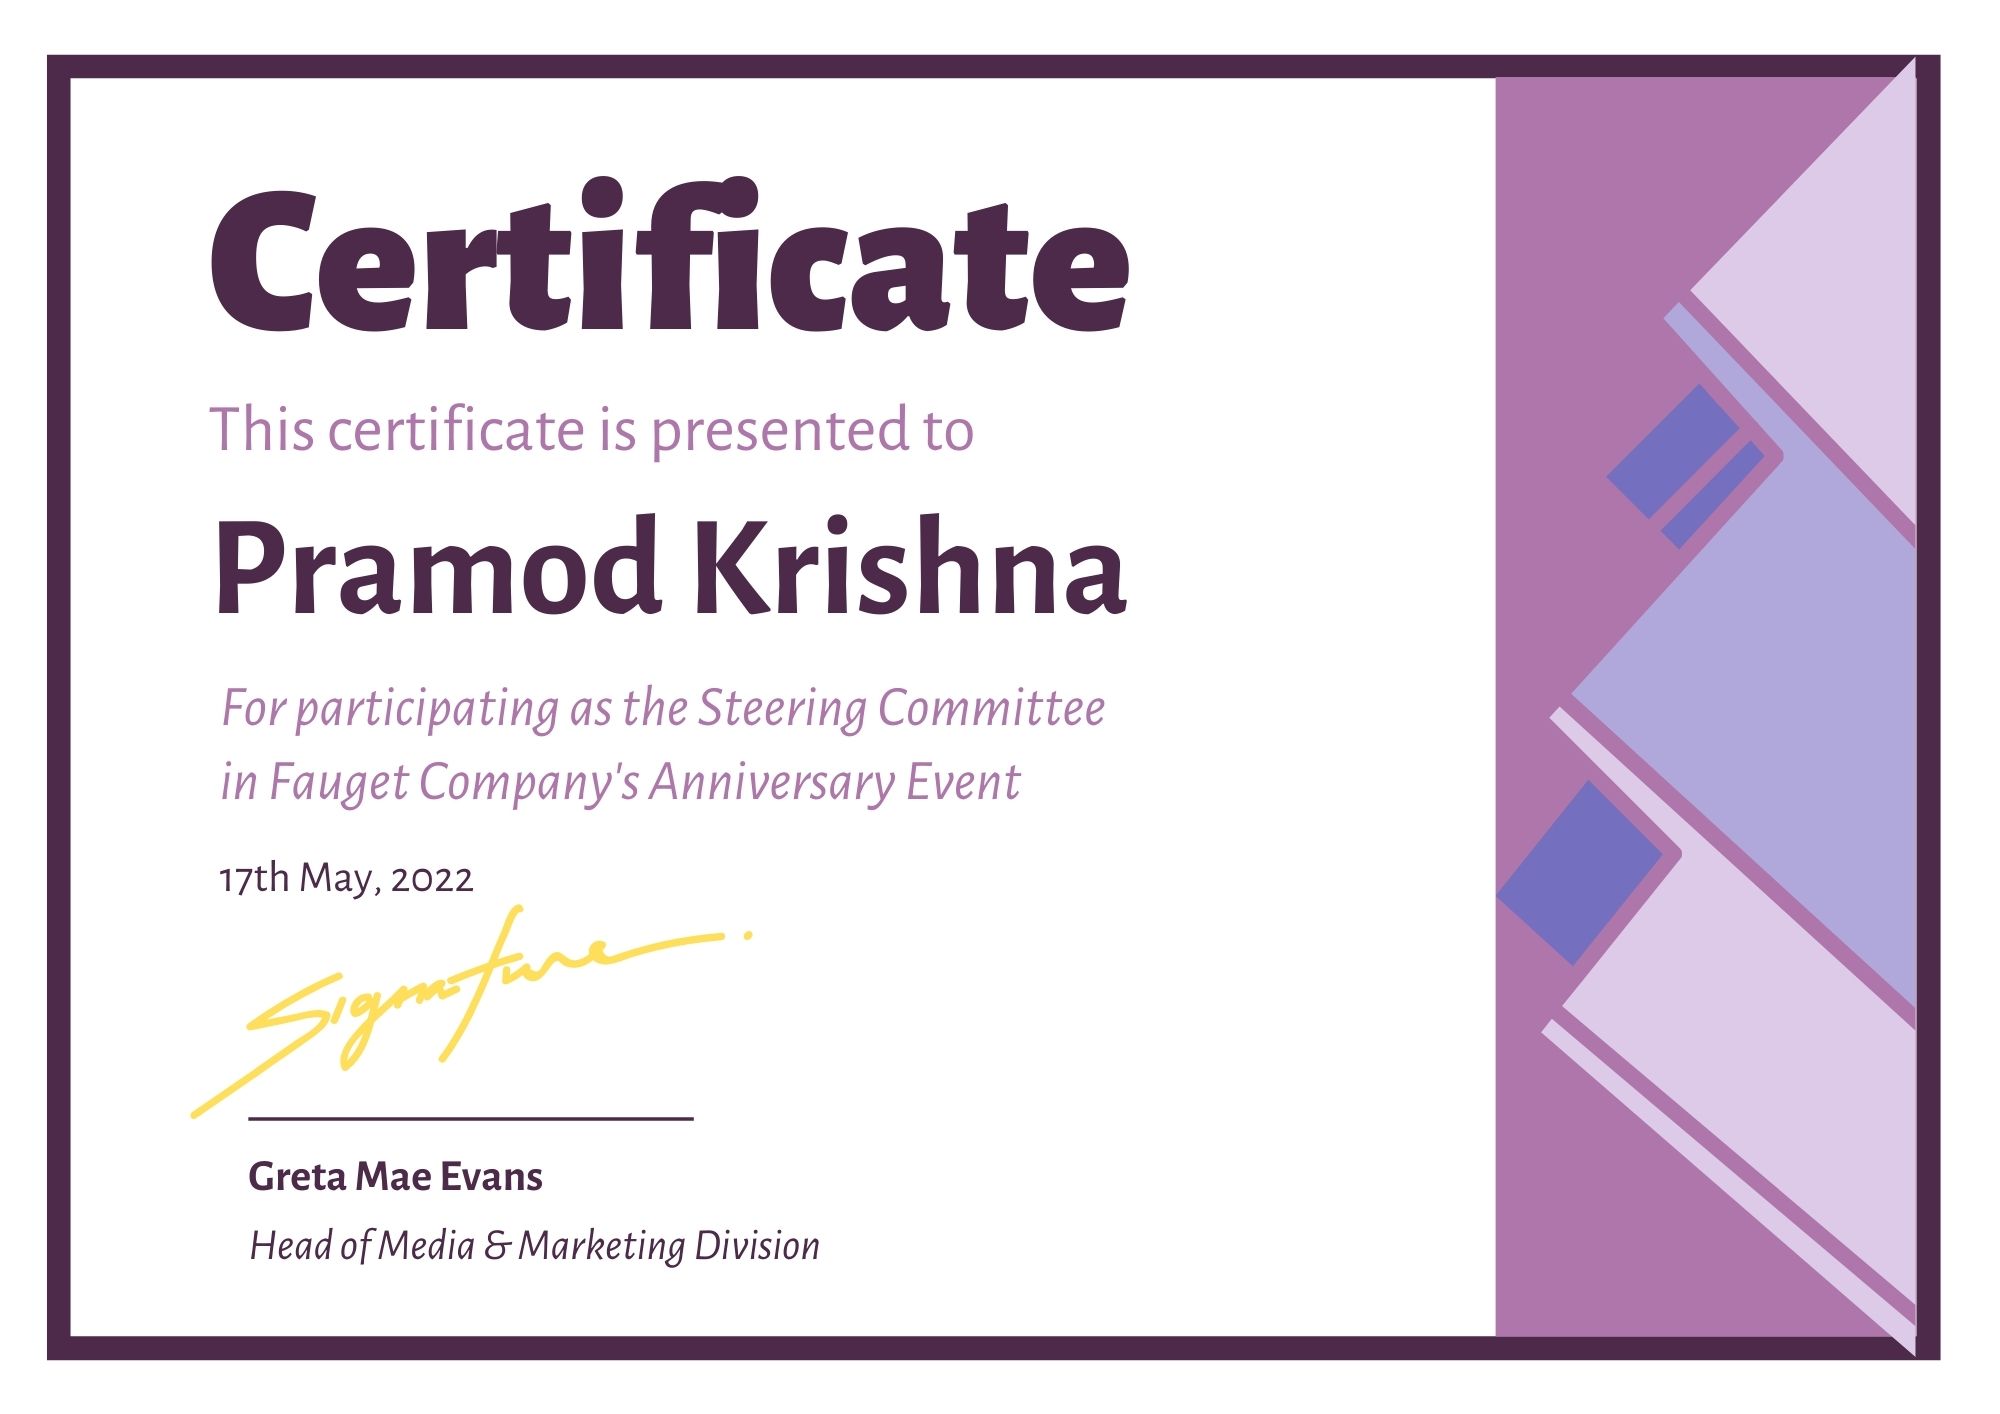 Certificate
This certificate is presented to
Pramod Krishna
For participating as the Steering Committee
in Fauget Company's Anniversary Event
17th May, 2022
Signature.
Greta Mae Evans
Head of Media & Marketing Division